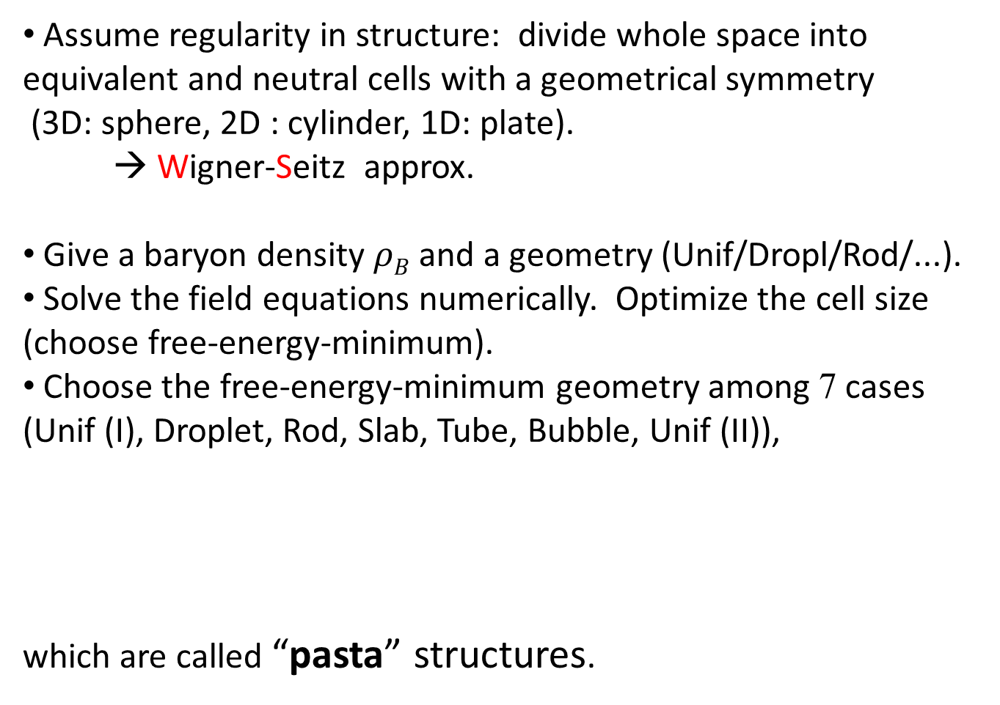 • Assume regularity in structure: divide whole space into
equivalent and neutral cells with a geometrical symmetry
(3D: sphere, 2D : cylinder, 1D: plate).
→ Wigner-Seitz approx.
• Give a baryon density ρ_B and a geometry (Unif/Dropl/Rod/...).
• Solve the field equations numerically. Optimize the cell size
(choose free-energy-minimum).
• Choose the free-energy-minimum geometry among 7 cases
(Unif (I), Droplet, Rod, Slab, Tube, Bubble, Unif (II)),
which are called “pasta” structures.